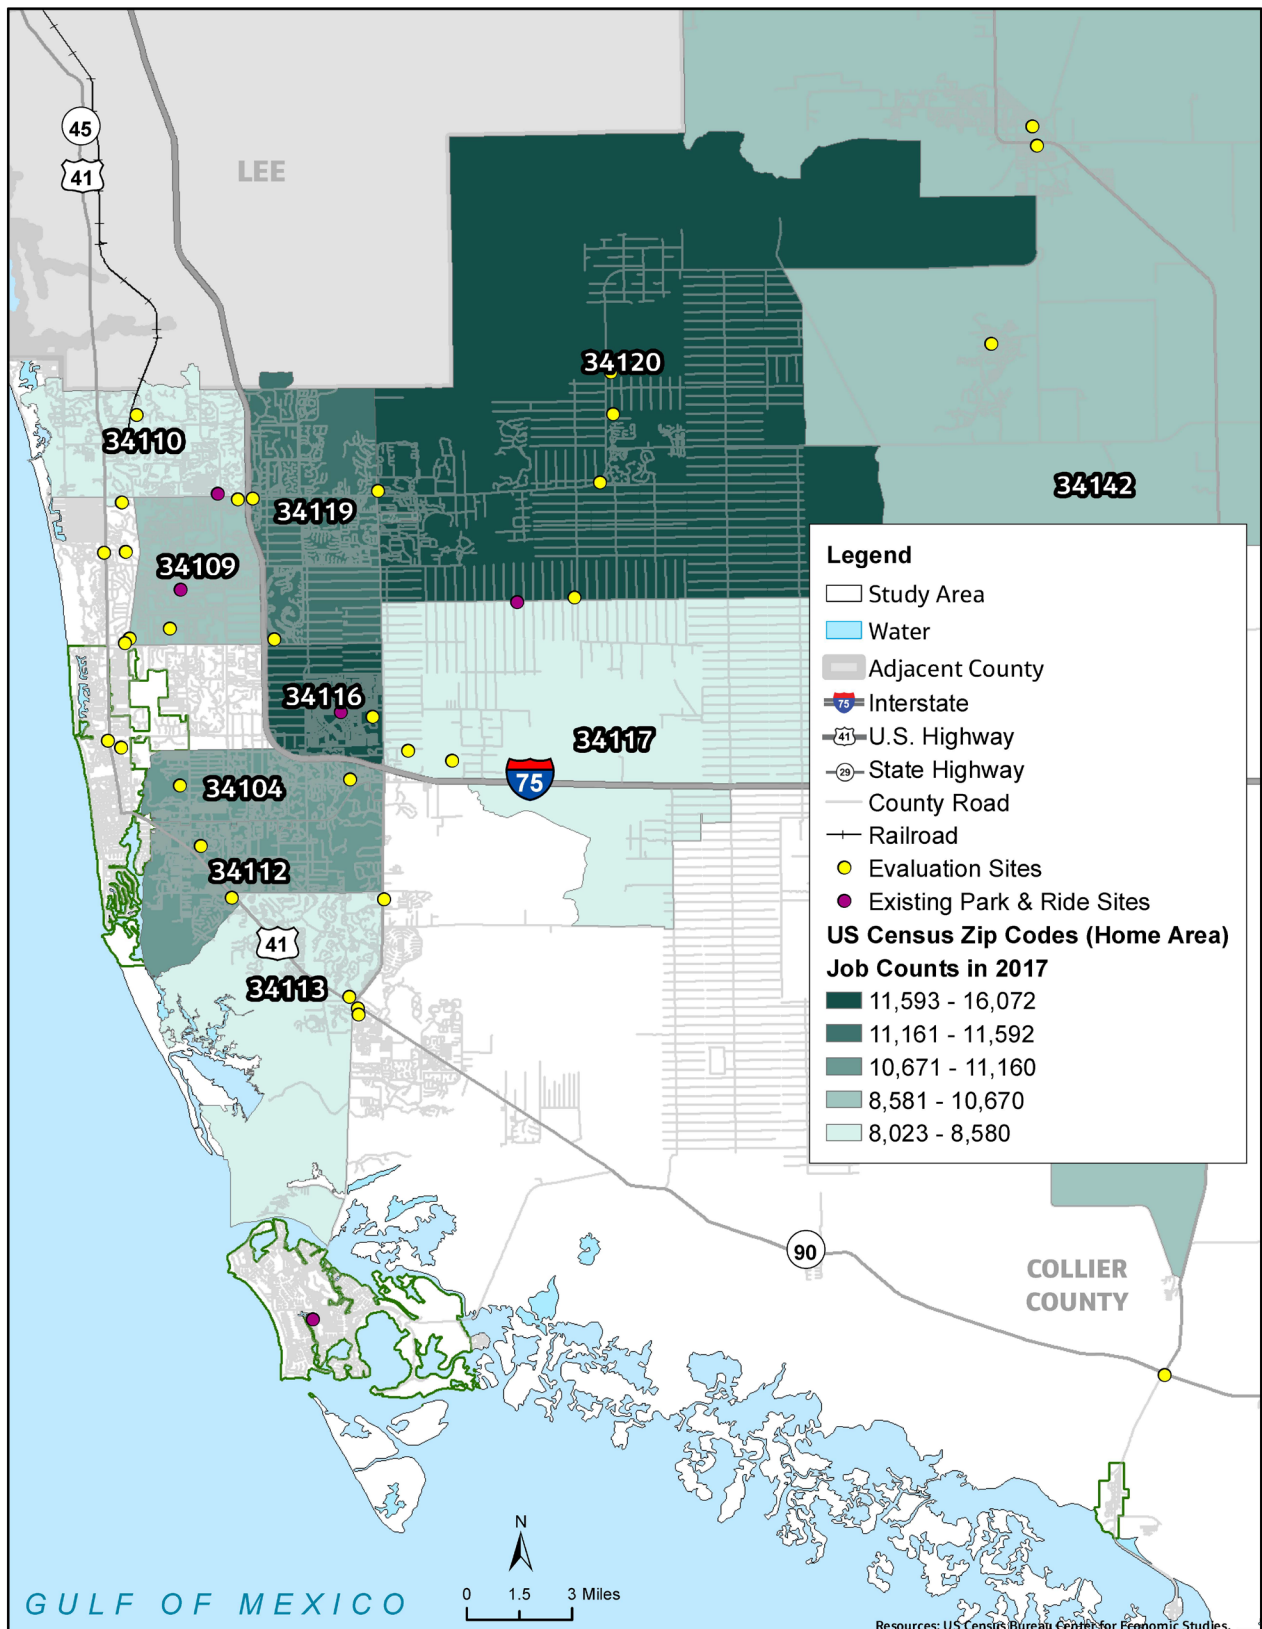 45
41
LEE
34120
34110
34142
34119
34109
34116
34117
75
34104
34112
41
34113
Legend
Study Area
Water
Adjacent County
75 Interstate
41 U.S. Highway
29 State Highway
County Road
Railroad
Evaluation Sites
Existing Park & Ride Sites
US Census Zip Codes (Home Area)
Job Counts in 2017
11,593 - 16,072
11,161 - 11,592
10,671 - 11,160
8,581 - 10,670
8,023 - 8,580
90
COLLIER
COUNTY
N
0 1.5 3 Miles
GULF OF MEXICO
Resources: US Census Bureau Center for Economic Studies.